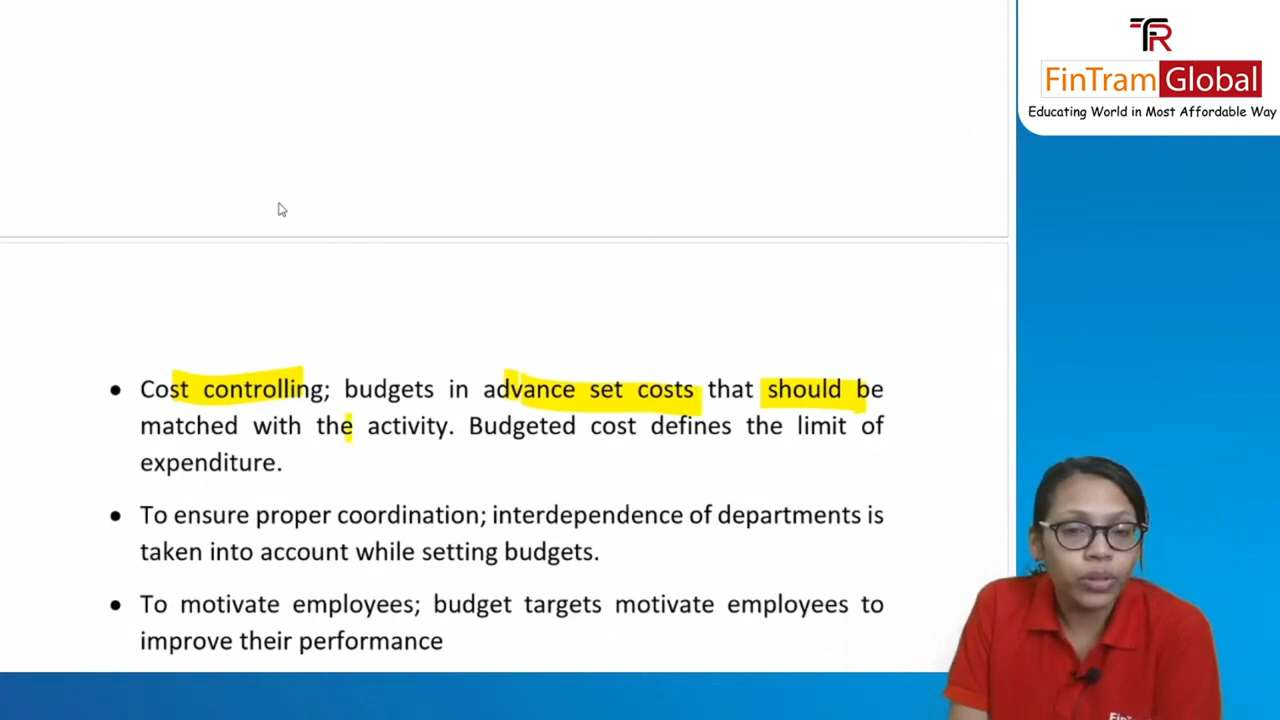 FinTram Global
Educating World in Most Affordable Way
• Cost controlling; budgets in advance set costs that should be
matched with the activity. Budgeted cost defines the limit of
expenditure.
• To ensure proper coordination; interdependence of departments is
taken into account while setting budgets.
• To motivate employees; budget targets motivate employees to
improve their performance